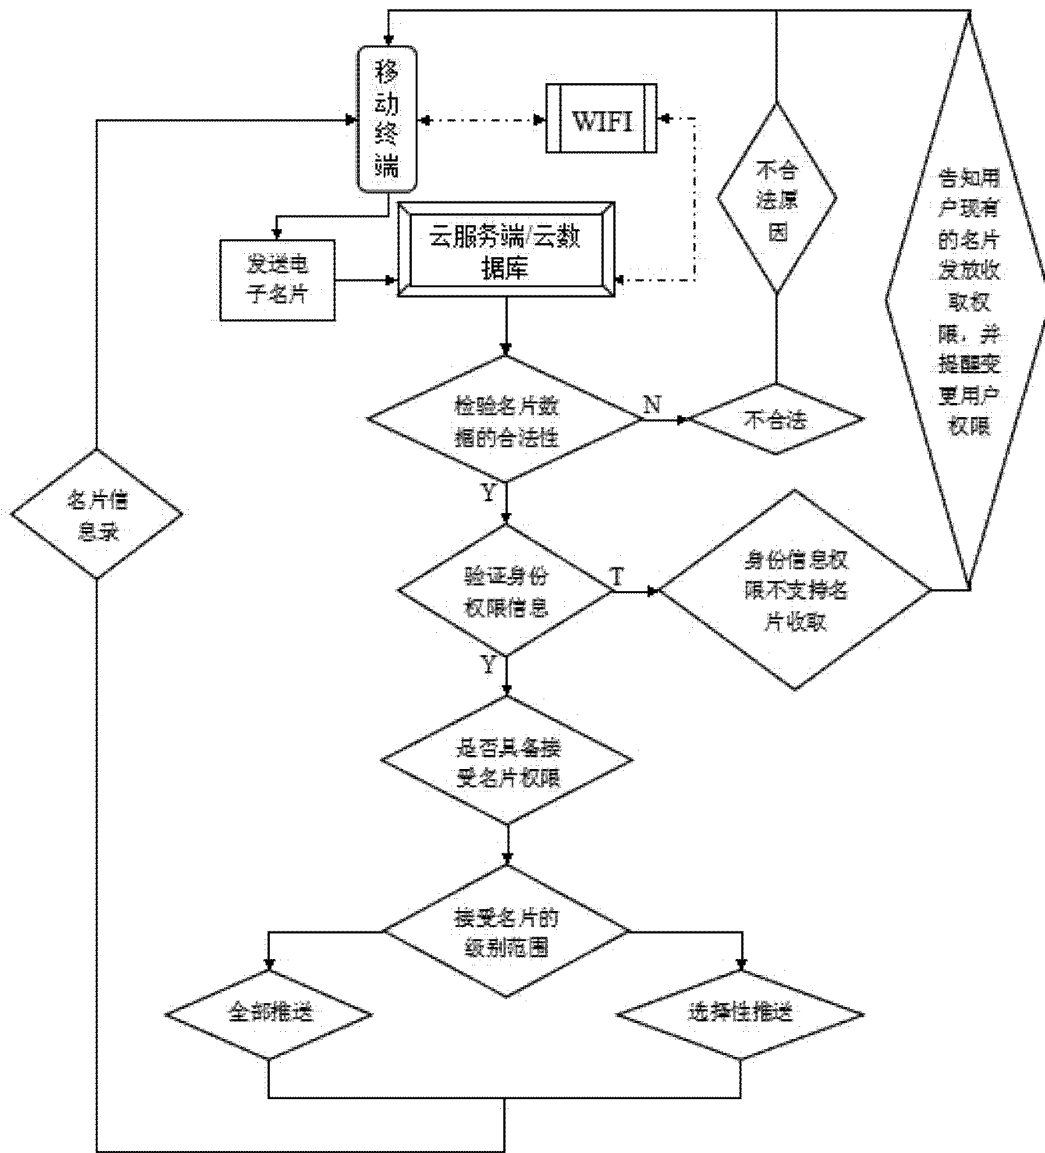 移
动
终
端
WIFI
不合
法原
因
告知用
户现有
的名片
发放收
取权
限，并
提醒变
更用户
权限
云服务端/云数
据库
发送电
子名片
检验名片数
据的合法性
N
不合法
Y
名片信
息录
验证身份
权限信息
T
身份信息权
限不支持名
片收取
Y
是否具备接
受名片权限
接受名片的
级别范围
全部推送
选择性推送